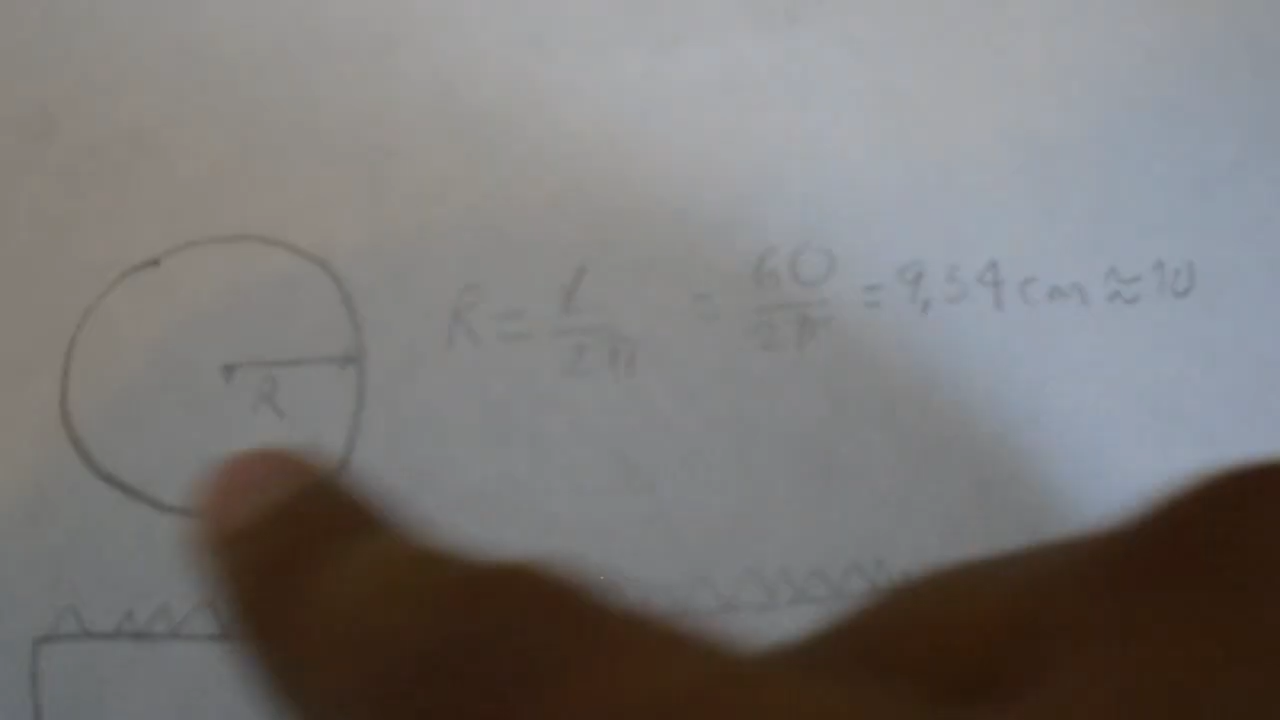 R = l/2π = 60/2π = 9,54 cm ≈ 10
R